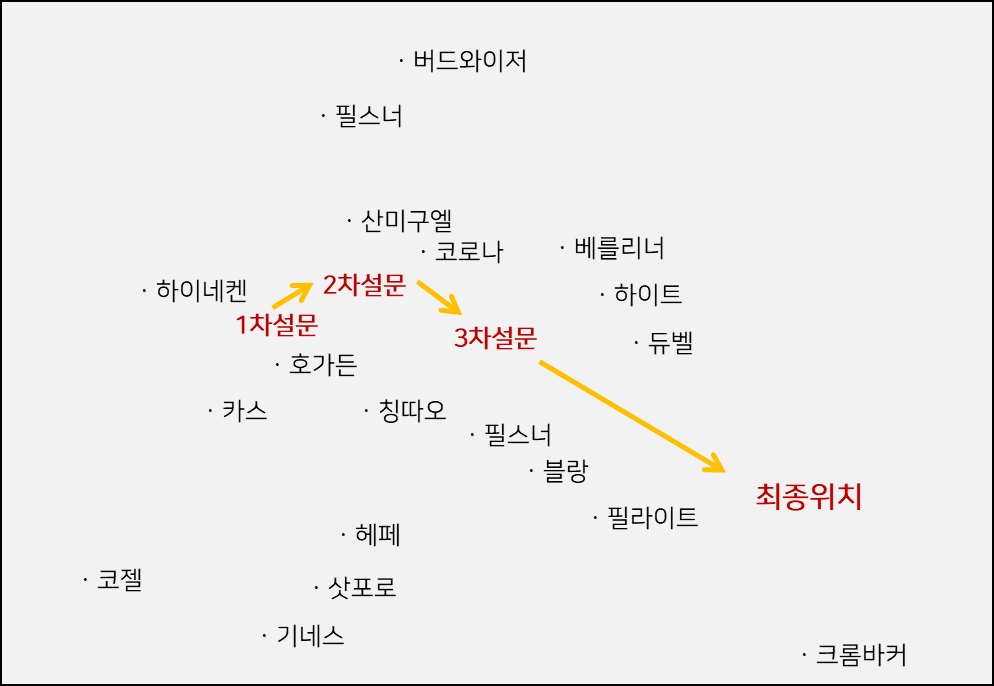 · 버드와이저
· 필스너
· 산미구엘
· 코로나
· 베를리너
· 하이네켄
2차설문
· 하이트
1차설문
3차설문
· 듀벨
· 호가든
· 카스
· 칭따오
· 필스너
· 블랑
최종위치
· 필라이트
· 헤페
· 코젤
· 삿포로
· 기네스
· 크롬바커